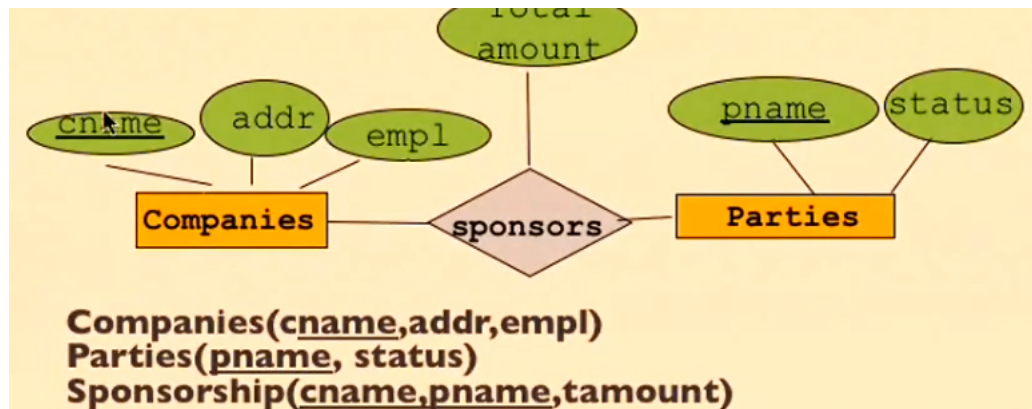 Total
amount
cname
addr
empl
pname
status
Companies
sponsors
Parties
Companies(cname,addr,empl)
Parties(pname, status)
Sponsorship(cname,pname,tamount)